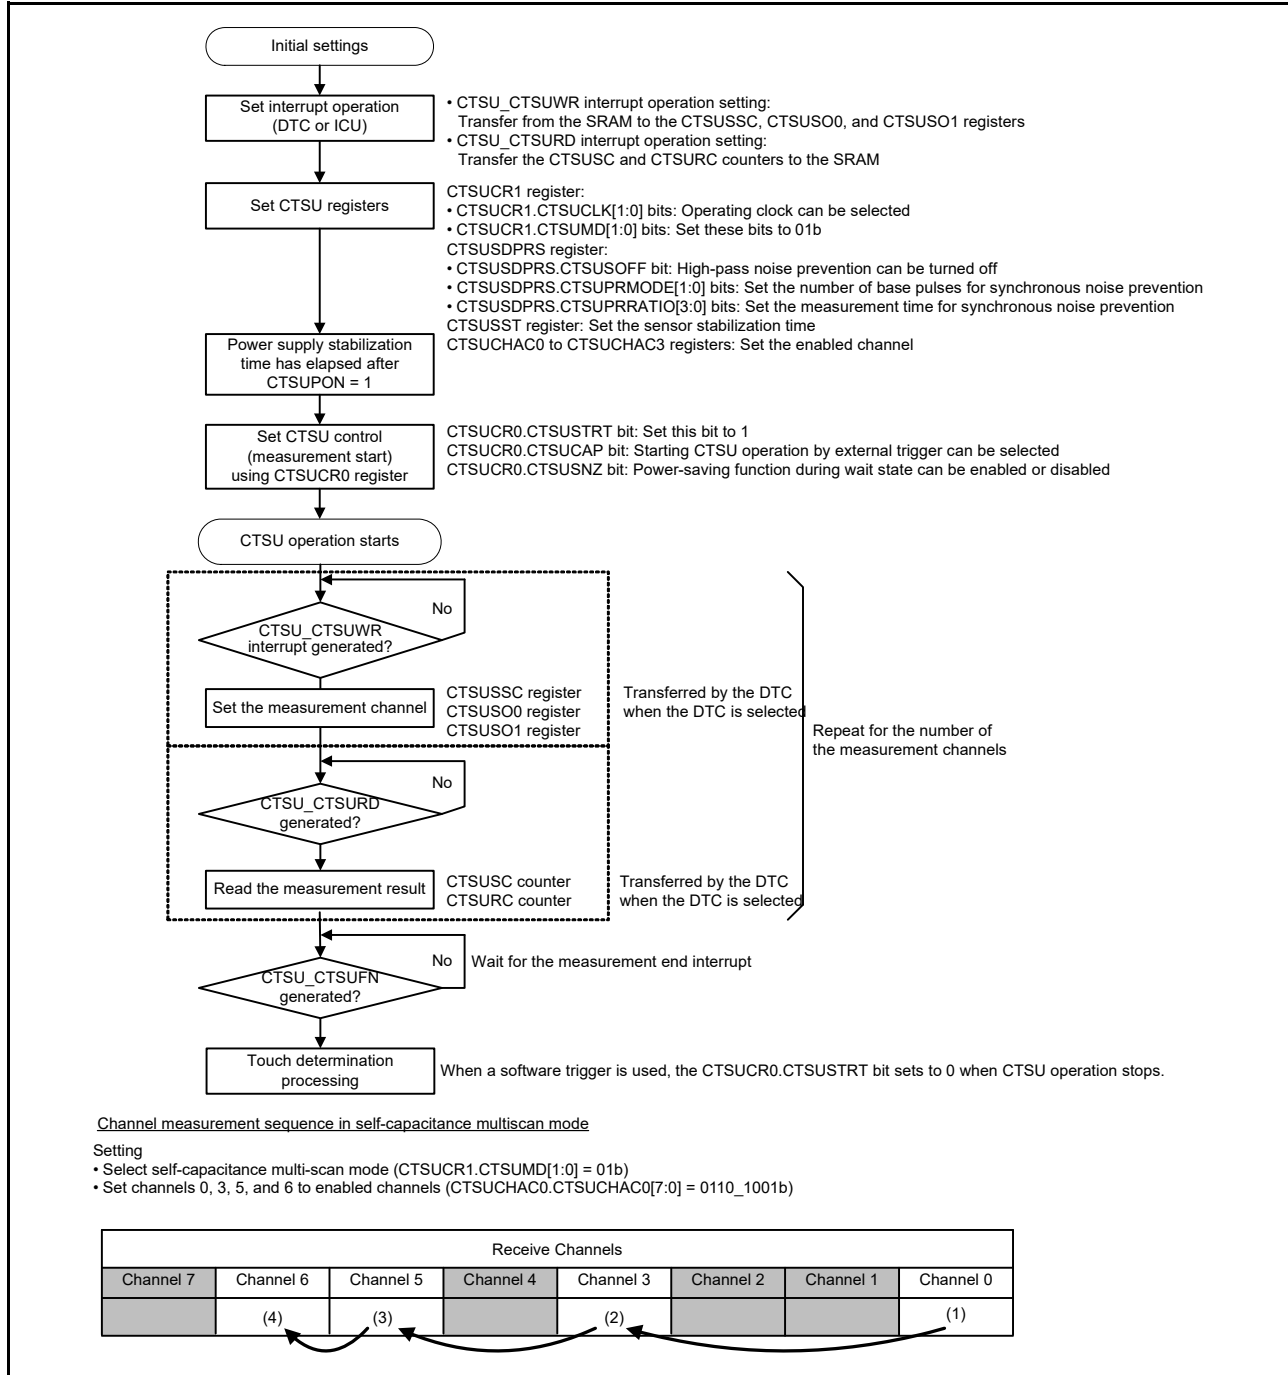 Initial settings
Set interrupt operation
(DTC or ICU)
• CTSU_CTSUWR interrupt operation setting:
Transfer from the SRAM to the CTSUSSC, CTSUSO0, and CTSUSO1 registers
• CTSU_CTSURD interrupt operation setting:
Transfer the CTSUSC and CTSURC counters to the SRAM
Set CTSU registers
CTSUCR1 register:
• CTSUCR1.CTSUCLK[1:0] bits: Operating clock can be selected
• CTSUCR1.CTSUMD[1:0] bits: Set these bits to 01b
CTSUSDPRS register:
• CTSUSDPRS.CTSUSOFF bit: High-pass noise prevention can be turned off
• CTSUSDPRS.CTSUPRMODE[1:0] bits: Set the number of base pulses for synchronous noise prevention
• CTSUSDPRS.CTSUPRRATIO[3:0] bits: Set the measurement time for synchronous noise prevention
CTSUSST register: Set the sensor stabilization time
CTSUCHAC0 to CTSUCHAC3 registers: Set the enabled channel
Power supply stabilization
time has elapsed after
CTSUPON = 1
Set CTSU control
(measurement start)
using CTSUCR0 register
CTSUCR0.CTSUSTRT bit: Set this bit to 1
CTSUCR0.CTSUCAP bit: Starting CTSU operation by external trigger can be selected
CTSUCR0.CTSUSNZ bit: Power-saving function during wait state can be enabled or disabled
CTSU operation starts
No
CTSU_CTSUWR
interrupt generated?
Set the measurement channel
CTSUSSC register
CTSUSO0 register
CTSUSO1 register
Transferred by the DTC
when the DTC is selected
Repeat for the number of
the measurement channels
No
CTSU_CTSURD
generated?
Read the measurement result
CTSUSC counter
CTSURC counter
Transferred by the DTC
when the DTC is selected
No
Wait for the measurement end interrupt
CTSU_CTSUFN
generated?
Touch determination
processing
When a software trigger is used, the CTSUCR0.CTSUSTRT bit sets to 0 when CTSU operation stops.
Channel measurement sequence in self-capacitance multiscan mode
Setting
• Select self-capacitance multi-scan mode (CTSUCR1.CTSUMD[1:0] = 01b)
• Set channels 0, 3, 5, and 6 to enabled channels (CTSUCHAC0.CTSUCHAC0[7:0] = 0110_1001b)
Receive Channels
Channel 7 Channel 6 Channel 5 Channel 4 Channel 3 Channel 2 Channel 1 Channel 0
(4) (3) (2) (1)